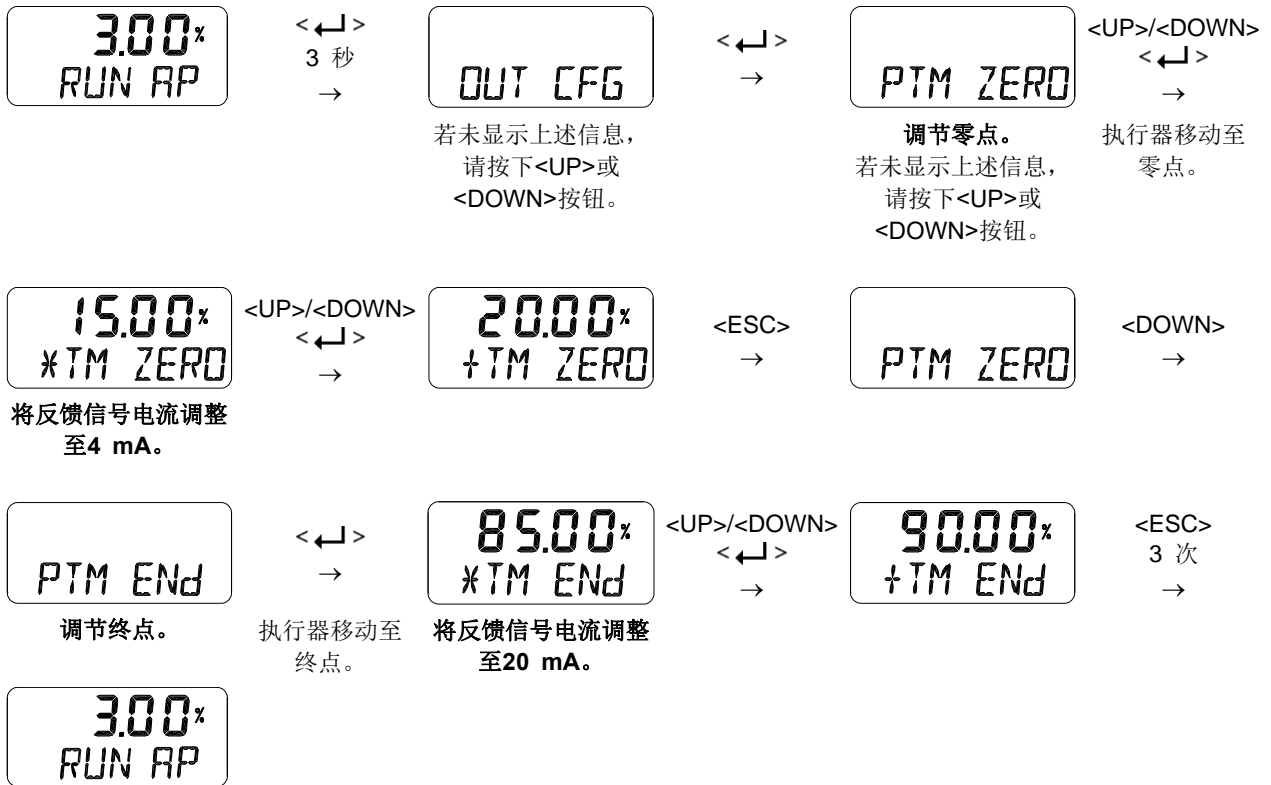 3.00%
RUN AP
<↵>
3 秒
→
OUT CFG
若未显示上述信息，
请按下<UP>或
<DOWN>按钮。
<↵>
→
PTM ZERO
调节零点。
若未显示上述信息，
请按下<UP>或
<DOWN>按钮。
<UP>/<DOWN>
<↵>
→
执行器移动至
零点。
15.00%
*TM ZERO
将反馈信号电流调整
至4 mA。
<UP>/<DOWN>
<↵>
→
20.00%
+TM ZERO
<ESC>
→
PTM ZERO
<DOWN>
→
PTM ENd
调节终点。
<↵>
→
执行器移动至
终点。
85.00%
*TM ENd
将反馈信号电流调整
至20 mA。
<UP>/<DOWN>
<↵>
→
90.00%
+TM ENd
<ESC>
3 次
→
3.00%
RUN AP